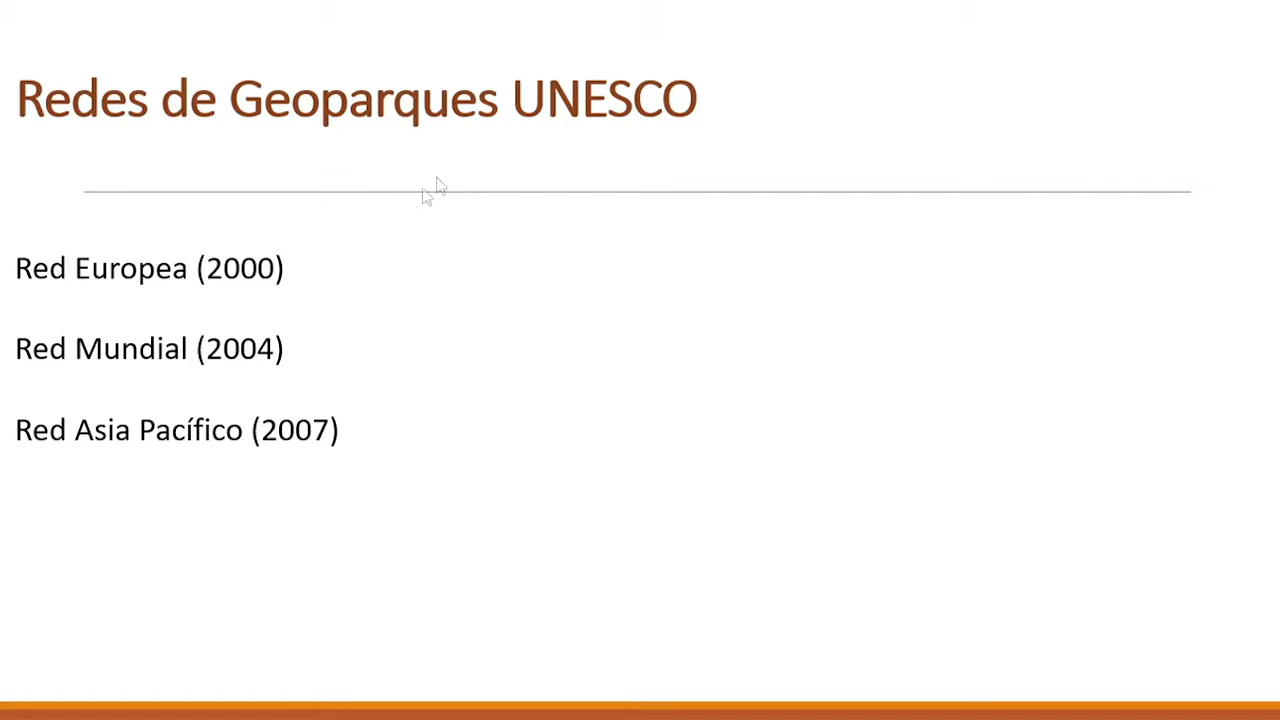 Redes de Geoparques UNESCO
Red Europea (2000)
Red Mundial (2004)
Red Asia Pacífico (2007)